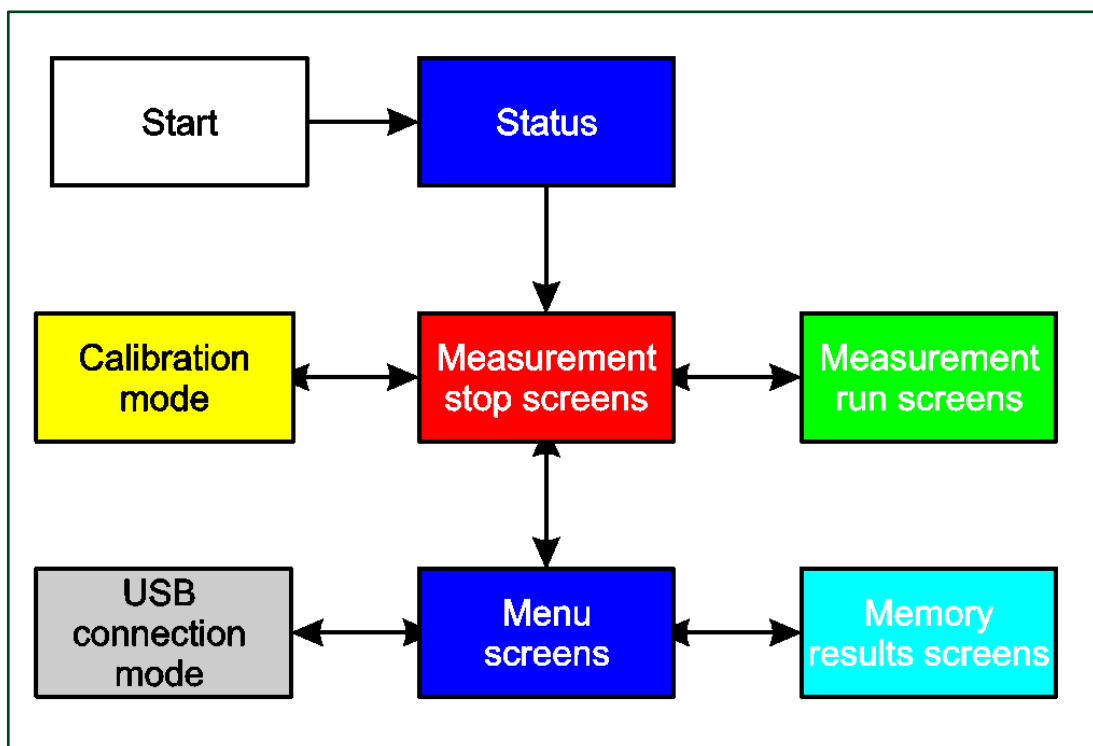 Start
Status
Calibration
mode
Measurement
stop screens
Measurement
run screens
USB
connection
mode
Menu
screens
Memory
results screens